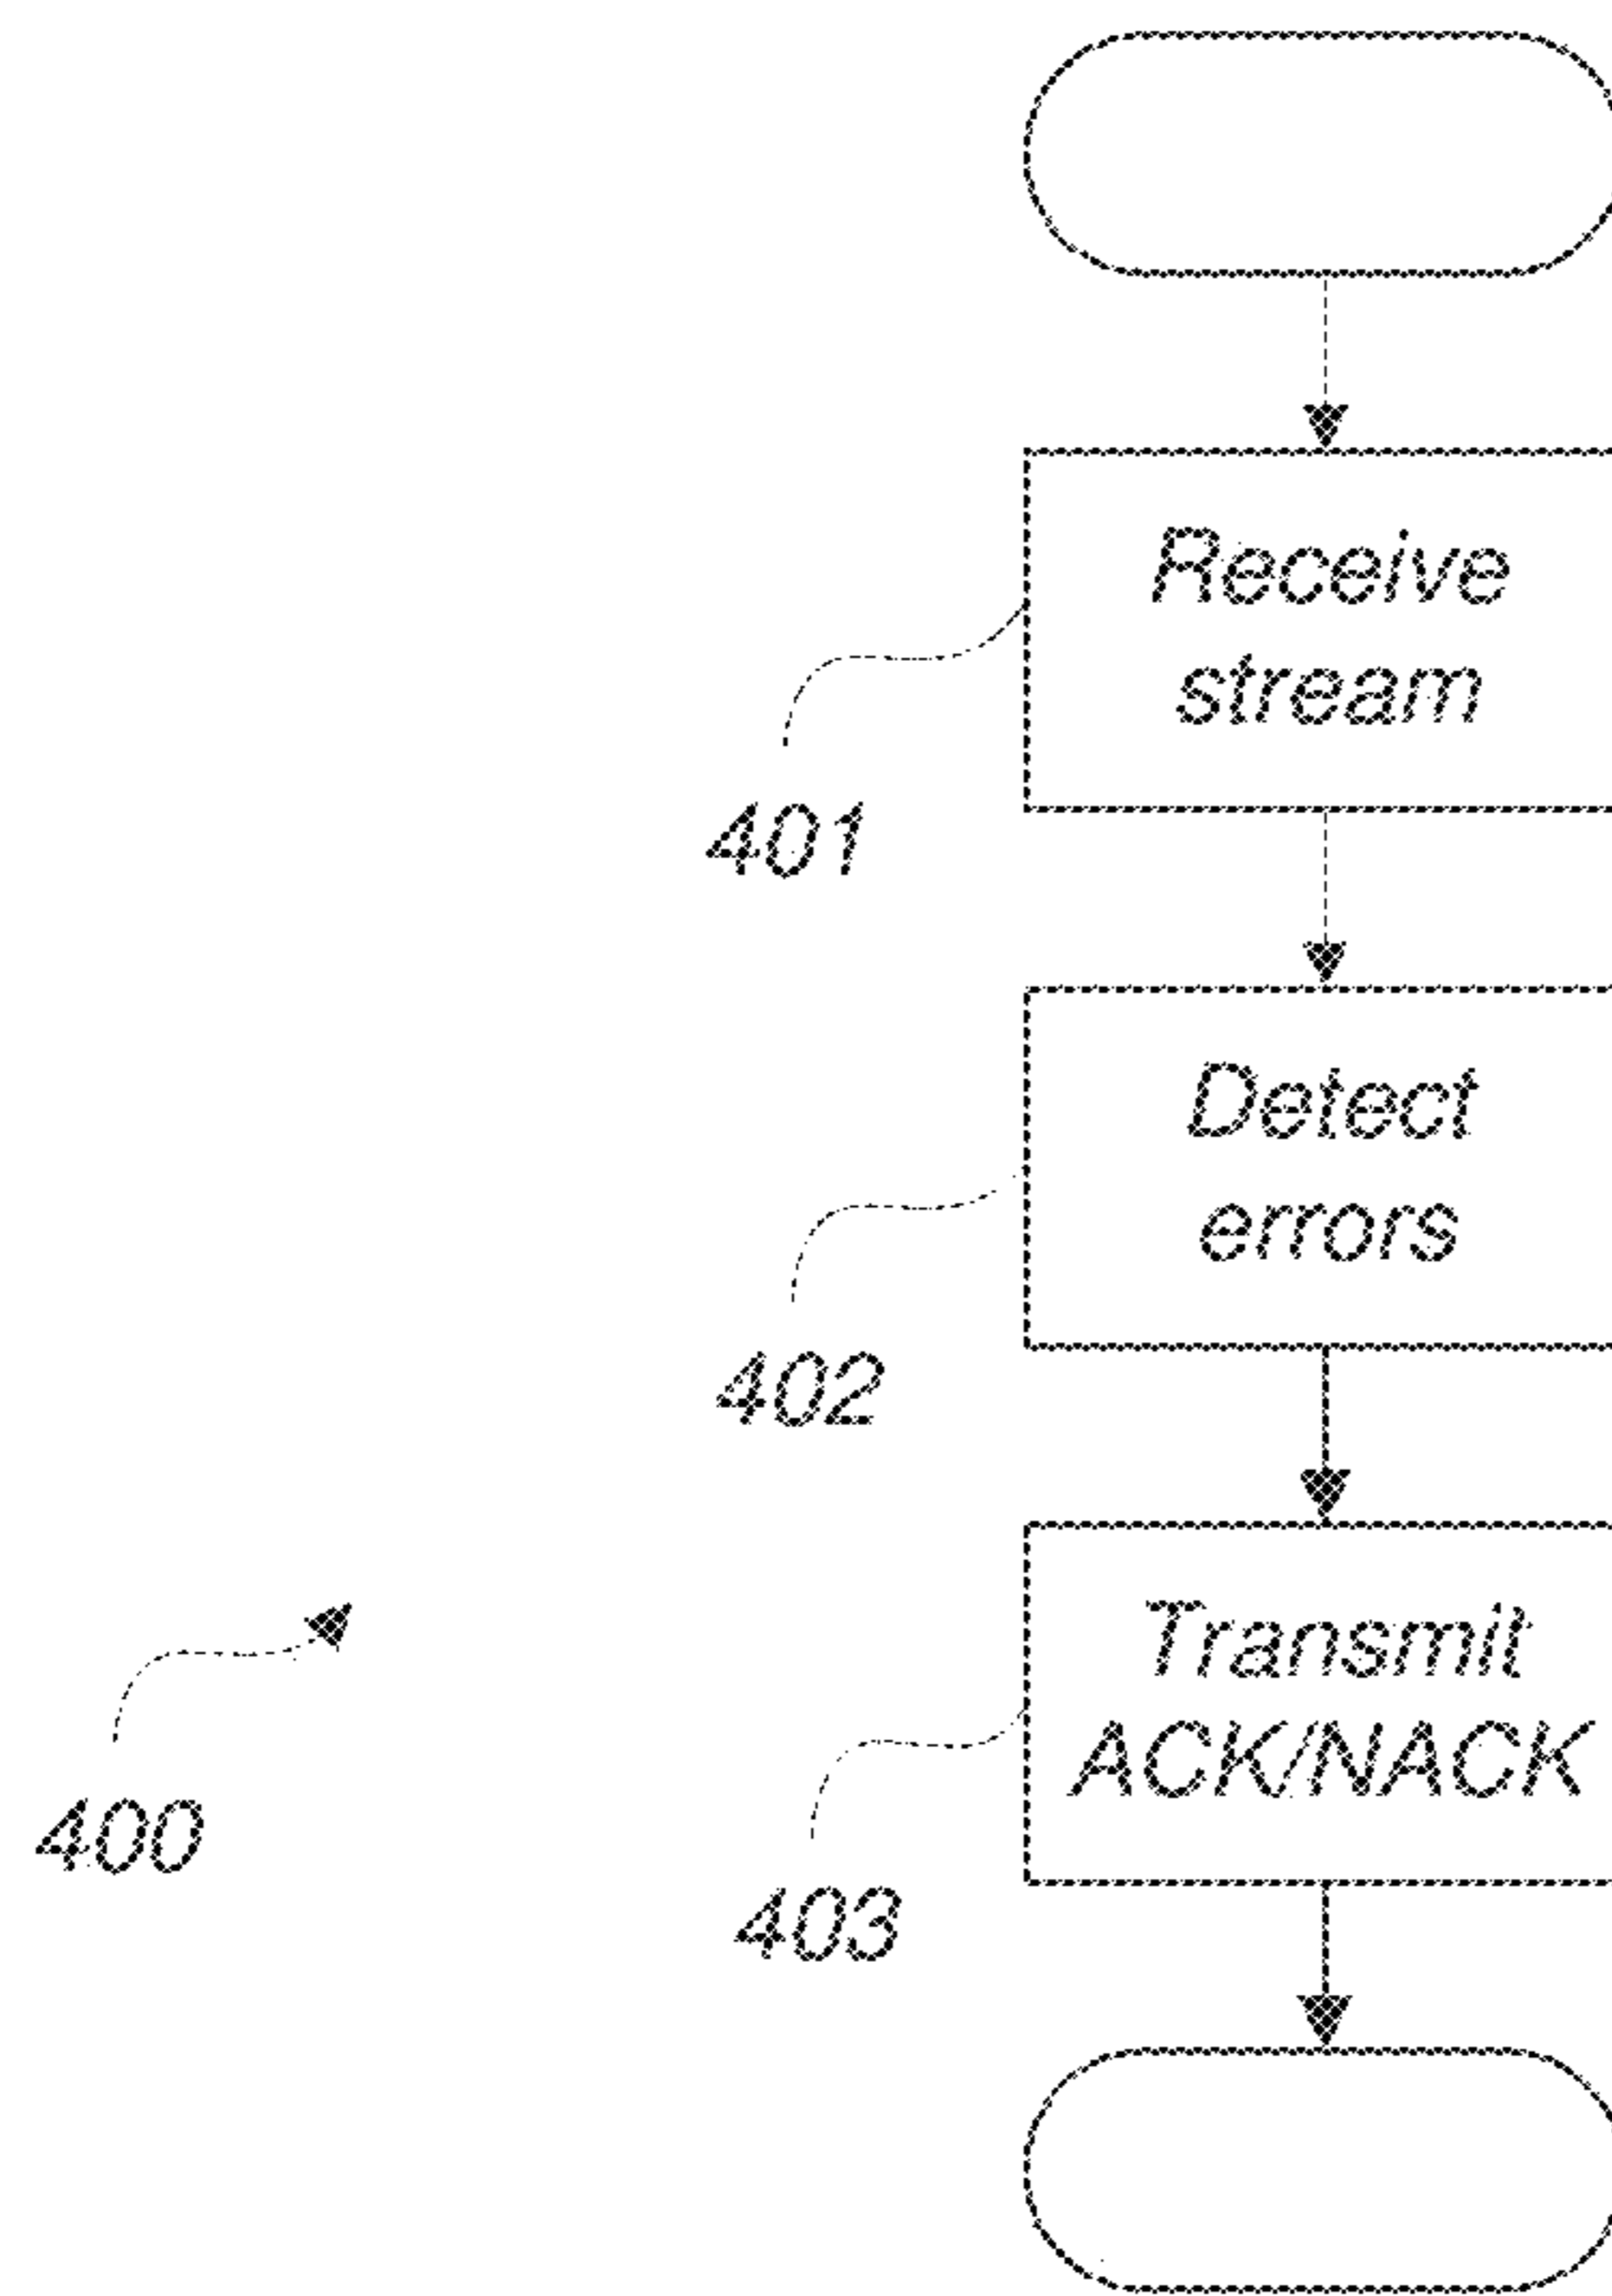 Receive
stream
401
Detect
errors
402
Transmit
ACK/NACK
400
403